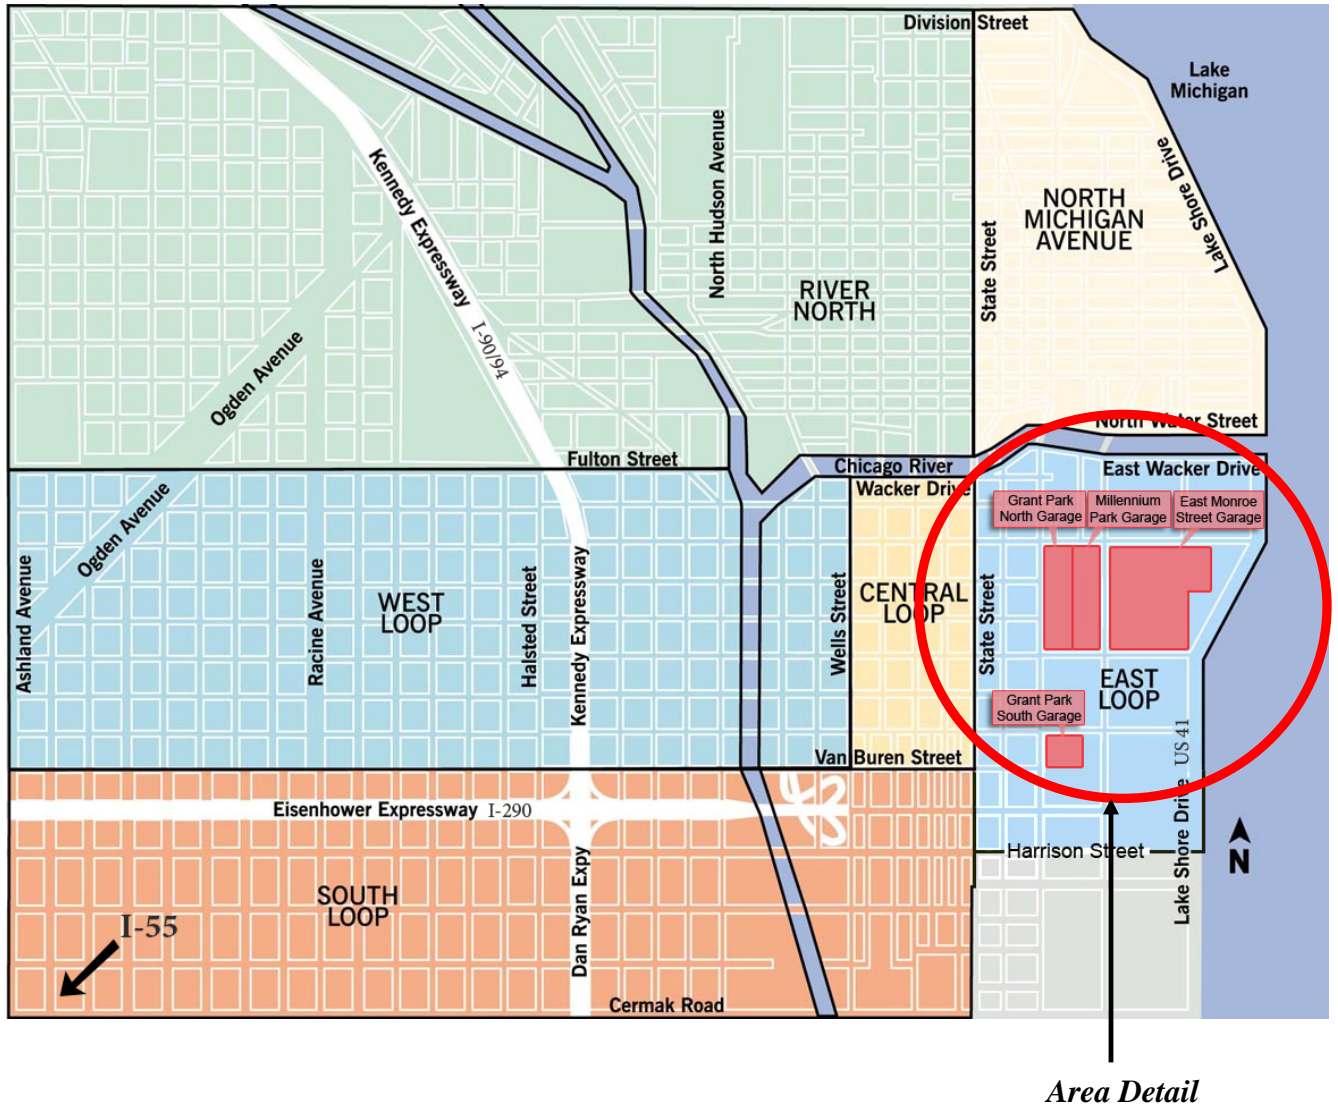 Division Street
Lake
Michigan
Lake Shore Drive
Kennedy Expressway
I-90/94
North Hudson Avenue
NORTH
MICHIGAN
AVENUE
State Street
RIVER
NORTH
Ogden Avenue
North Water Street
Fulton Street
Chicago River
East Wacker Drive
Wacker Drive
Ogden Avenue
Grant Park
North Garage
Millennium
Park Garage
East Monroe
Street Garage
Ashland Avenue
Racine Avenue
WEST
LOOP
Halsted Street
Kennedy Expressway
Wells Street
CENTRAL
LOOP
State Street
EAST
LOOP
Grant Park
South Garage
US 41
Van Buren Street
Eisenhower Expressway I-290
Lake Shore Drive
Harrison Street
N
SOUTH
LOOP
I-55
Dan Ryan Expy
Cermak Road
Area Detail